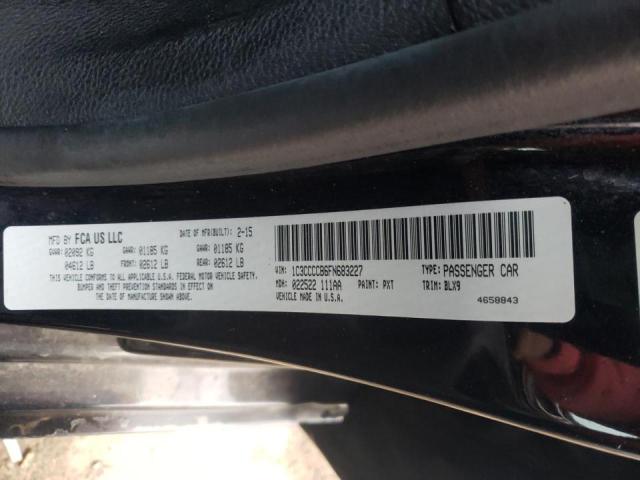 MFD BY FCA US LLC DATE OF MFR(BUILT): 2-15
GVWR: 02092 KG GAWR: 01185 KG GAWR: 01185 KG
04612 LB FRONT: 02612 LB REAR: 02612 LB
THIS VEHICLE CONFORMS TO ALL APPLICABLE U.S.A. FEDERAL MOTOR VEHICLE SAFETY,
BUMPER AND THEFT PREVENTION STANDARDS IN EFFECT ON
THE DATE OF MANUFACTURE SHOWN ABOVE.
VIN: 1C3CCCCB6FN683227 TYPE: PASSENGER CAR
MDH: 022522 111AA PAINT: PXT TRIM: BLX9
VEHICLE MADE IN U.S.A.
4658843